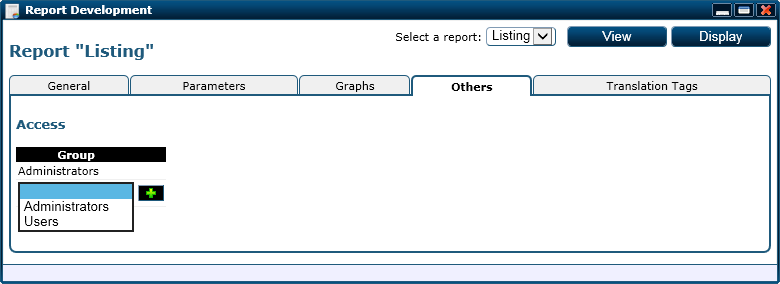 Report Development
Select a report: Listing View Display
Report "Listing"
General Parameters Graphs Others Translation Tags
Access
Group
Administrators
Administrators
Users